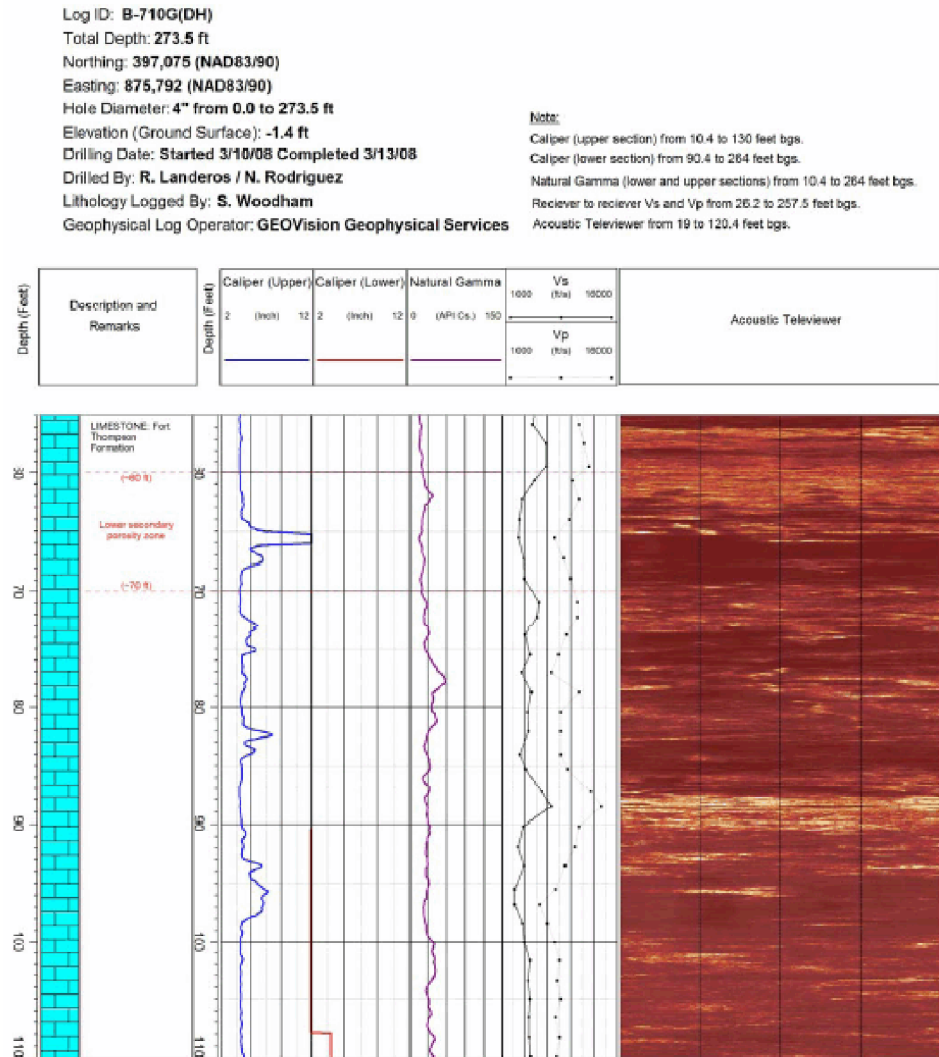 Log ID: B-710G(DH)
Total Depth: 273.5 ft
Northing: 397,075 (NAD83/90)
Easting: 875,792 (NAD83/90)
Hole Diameter: 4" from 0.0 to 273.5 ft
Elevation (Ground Surface): -1.4 ft
Drilling Date: Started 3/10/08 Completed 3/13/08
Drilled By: R. Landeros / N. Rodriguez
Lithology Logged By: S. Woodham
Geophysical Log Operator: GEOVision Geophysical Services
Note:
Caliper (upper section) from 10.4 to 130 feet bgs.
Caliper (lower section) from 90.4 to 264 feet bgs.
Natural Gamma (lower and upper sections) from 10.4 to 264 feet bgs.
Reciever to reciever Vs and Vp from 26.2 to 257.5 feet bgs.
Acoustic Televiewer from 19 to 120.4 feet bgs.
Depth (Feet)
Description and
Remarks
Depth (Feet)
Caliper (Upper)
2 (Inch) 12
Caliper (Lower)
2 (Inch) 12
Natural Gamma
0 (API Cs.) 150
Vs
1000 (ft/s) 16000
Vp
1000 (ft/s) 16000
Acoustic Televiewer
LIMESTONE: Fort
Thompson
Formation
(~60 ft)
Lower secondary
porosity zone
(~70 ft)
70 70
80 80
90 90
110 110